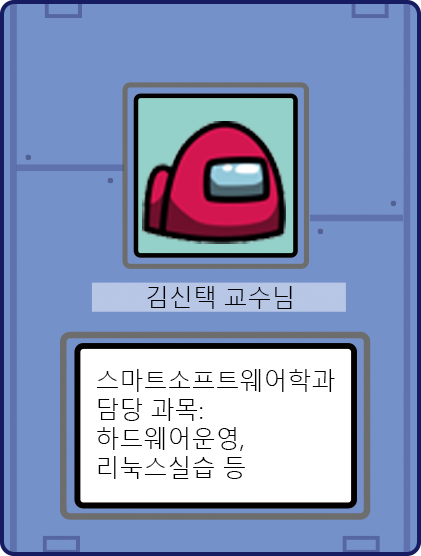 김신택 교수님
스마트소프트웨어학과
담당 과목:
하드웨어운영,
리눅스실습 등